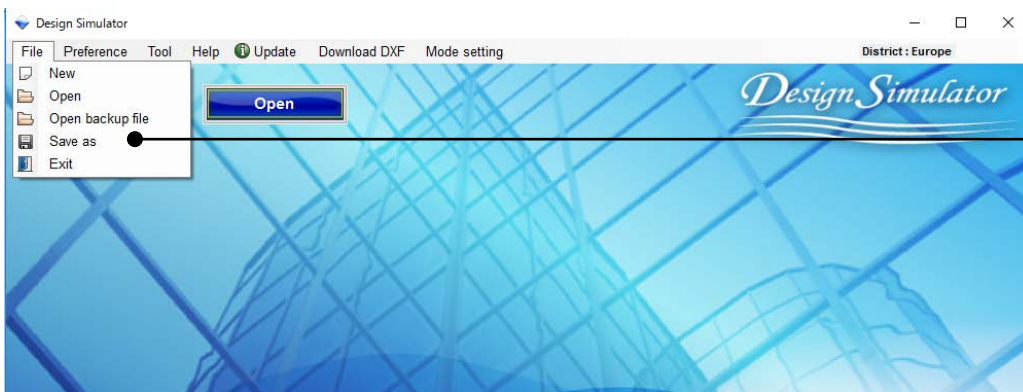 Design Simulator
File Preference Tool Help Update Download DXF Mode setting District : Europe
New
Open
Open backup file
Save as
Exit
Open
Design Simulator